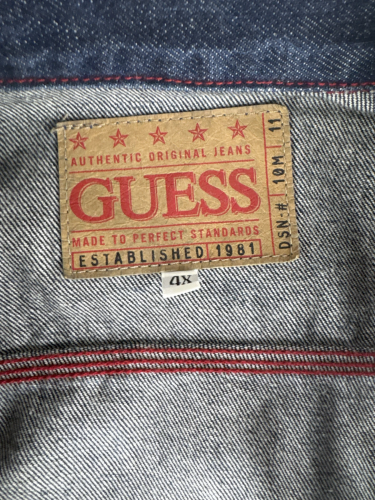 AUTHENTIC ORIGINAL JEANS
GUESS
MADE TO PERFECT STANDARDS
ESTABLISHED 1981
DSN·# 10M 11
4X